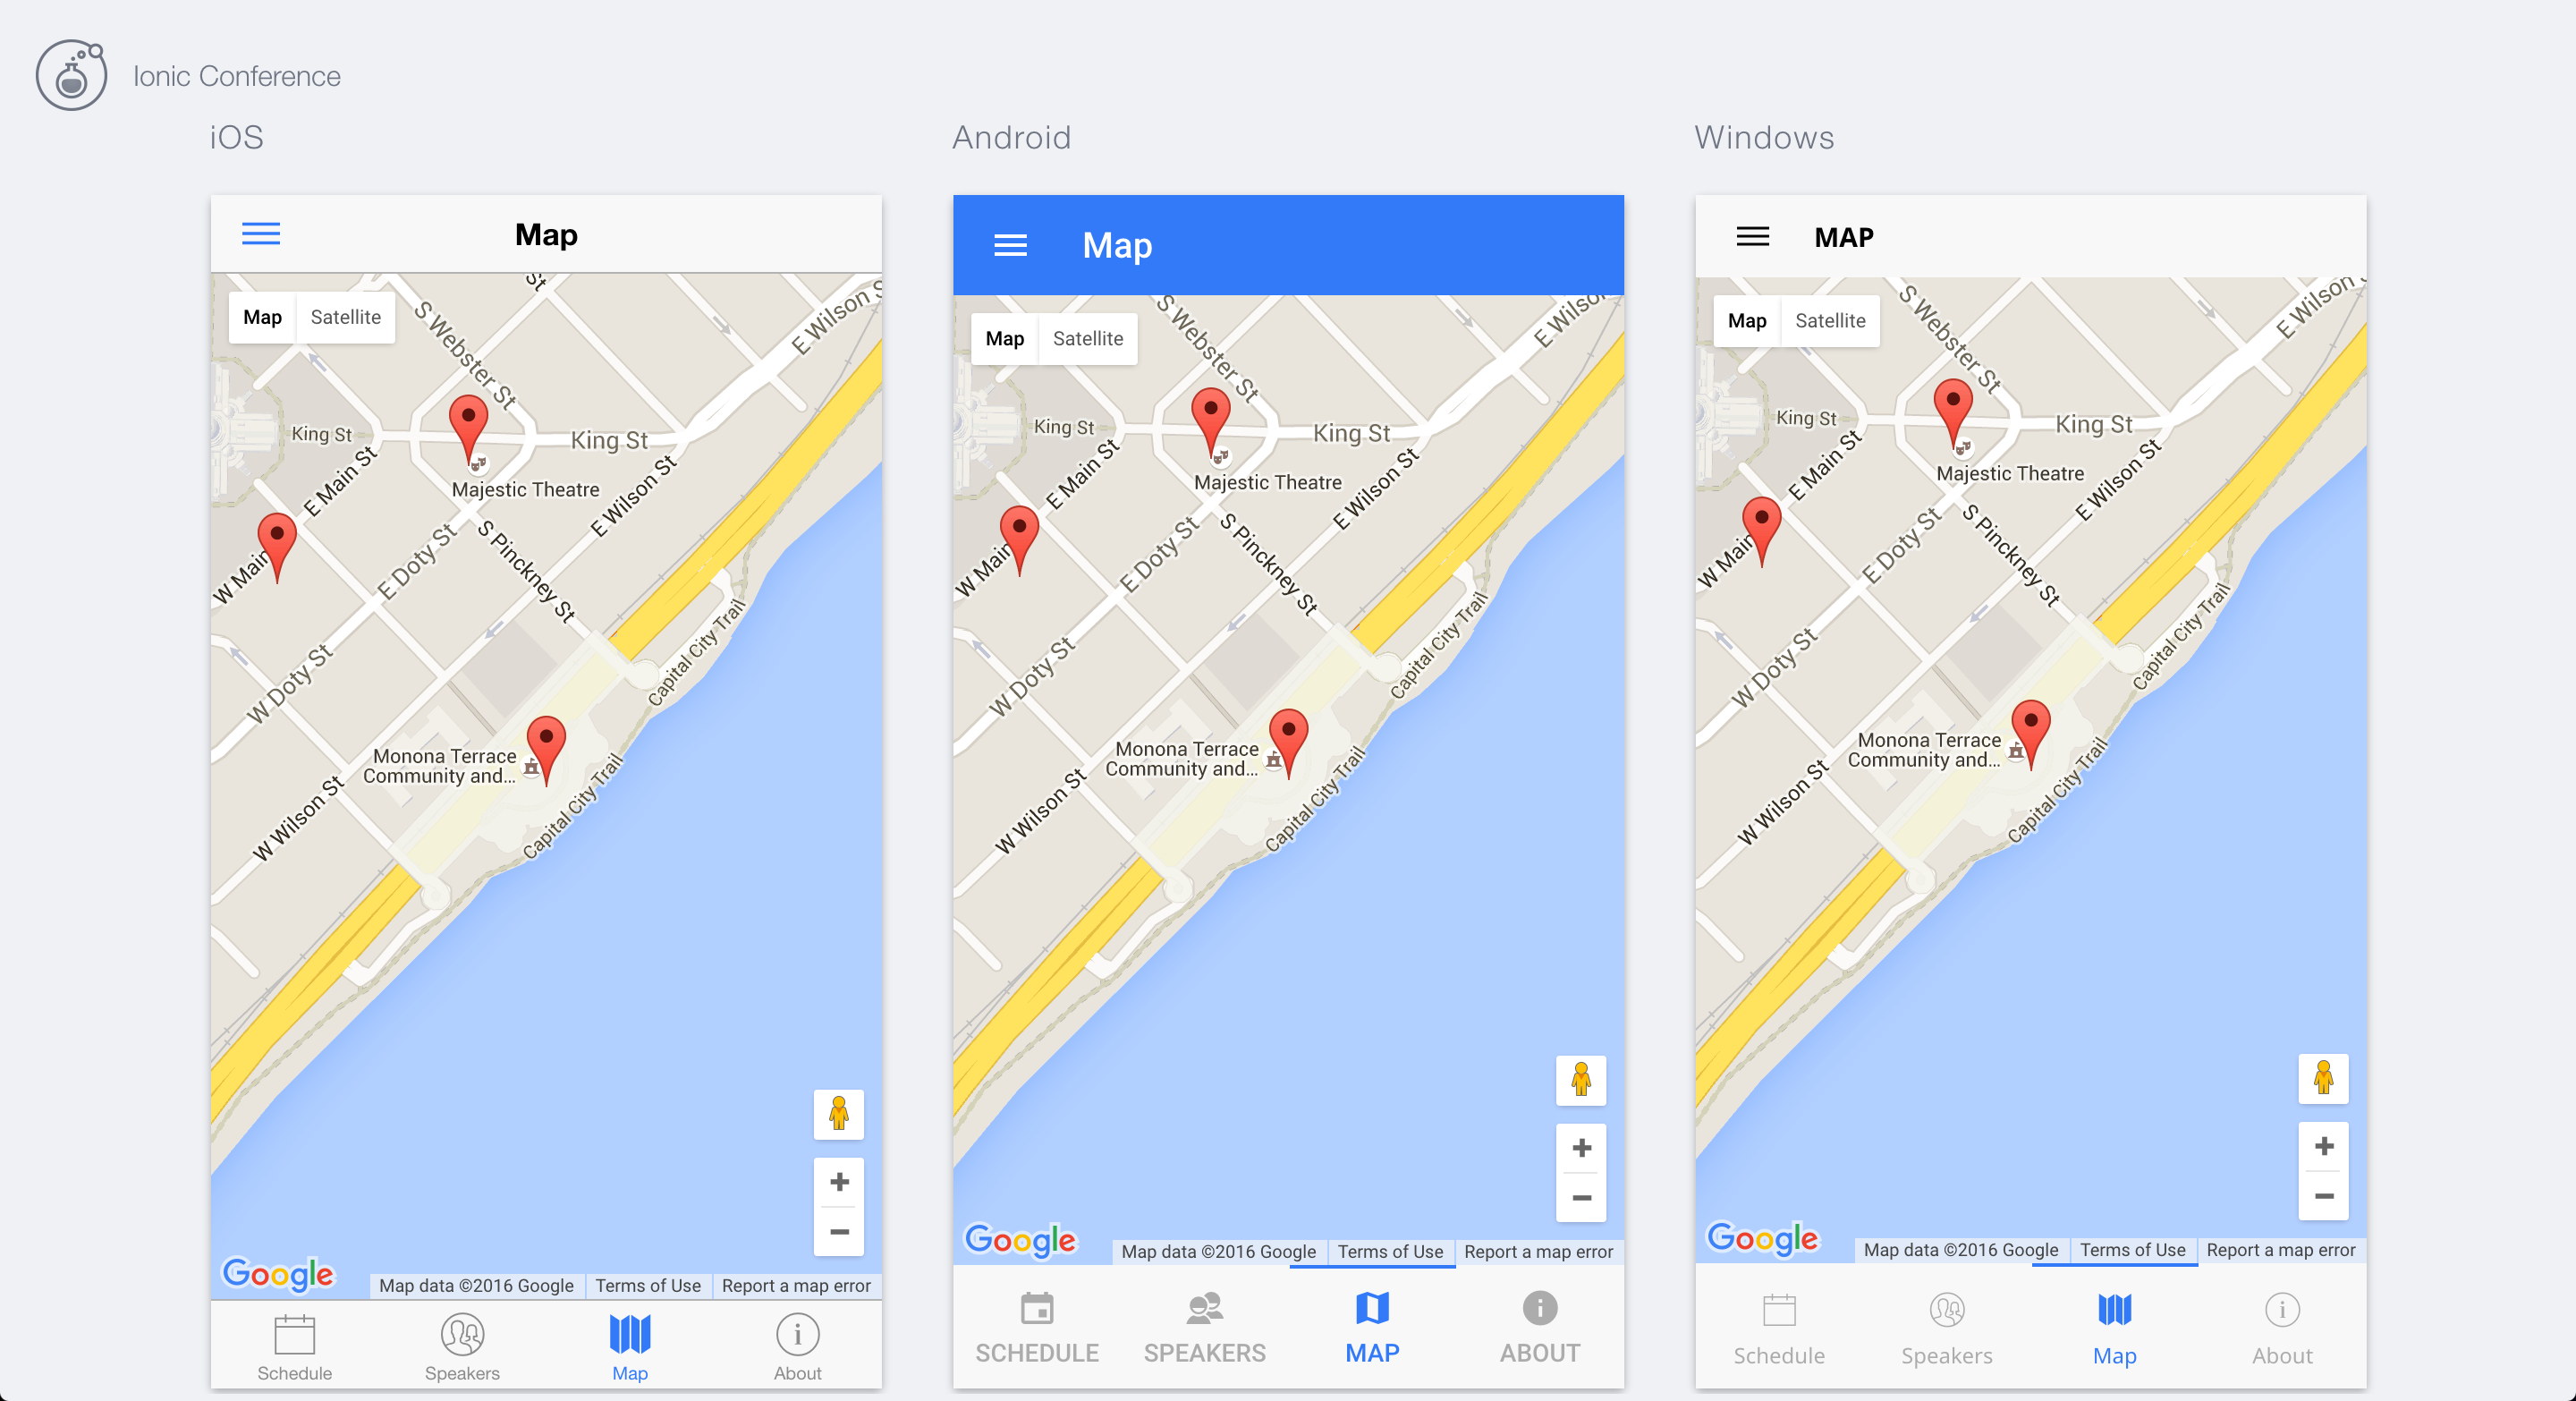 Ionic Conference
iOS
Android
Windows
Map
Map
Satellite
St
S Webster St
E Wilson S
King St
King St
E Main St
Majestic Theatre
E Wilson St
W Main
E Doty St
S Pinckney St
Capital City Trail
W Doty St
Monona Terrace
Community and...
Capital City Trail
W Wilson St
Google
Map data ©2016 Google
Terms of Use
Report a map error
Schedule
Speakers
Map
About
Map
Map
Satellite
S Webster St
E Wilso
King St
King St
E Main St
Majestic Theatre
E Wilson St
W Main
E Doty St
S Pinckney St
Capital City Trail
W Doty St
Monona Terrace
Community and...
Capital City Trail
W Wilson St
Google
Map data ©2016 Google
Terms of Use
Report a map error
SCHEDULE
SPEAKERS
MAP
ABOUT
MAP
Map
Satellite
S Webster St
E Wilson S
King St
King St
E Main St
Majestic Theatre
E Wilson St
W Main
E Doty St
S Pinckney St
Capital City Trail
W Doty St
Monona Terrace
Community and...
Capital City Trail
W Wilson St
Google
Map data ©2016 Google
Terms of Use
Report a map error
Schedule
Speakers
Map
About